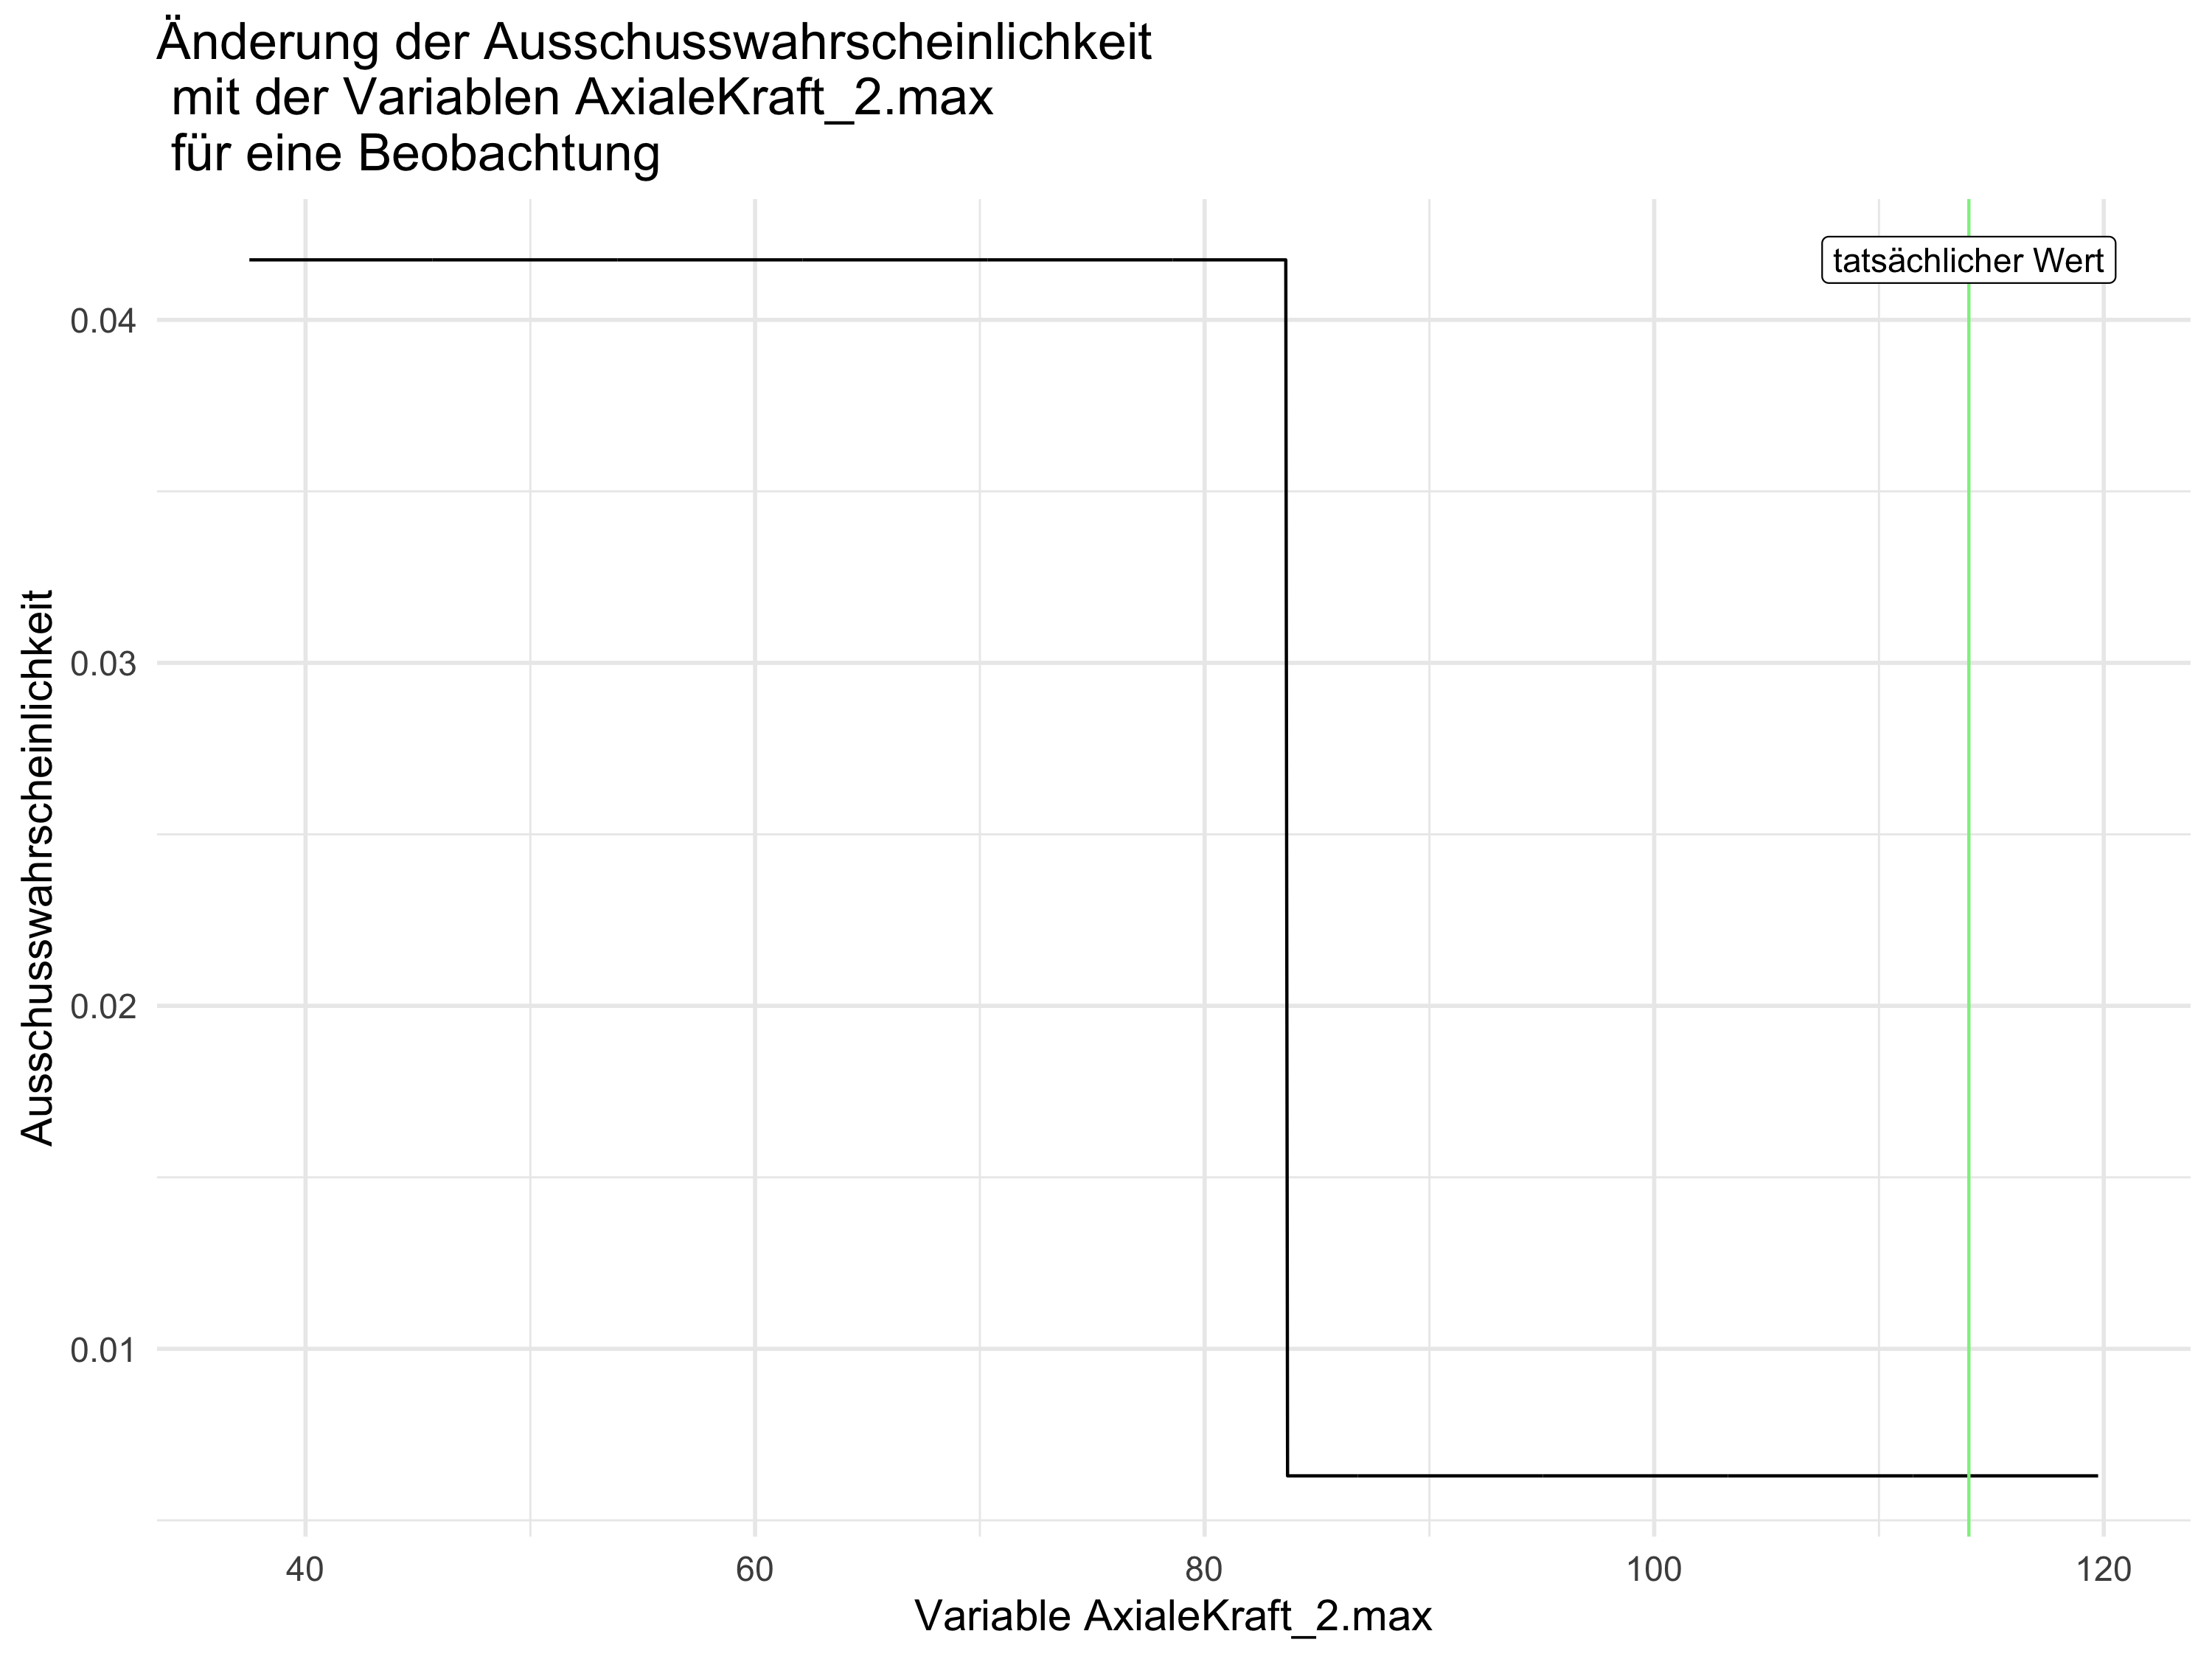 Änderung der Ausschusswahrscheinlichkeit
mit der Variablen AxialeKraft_2.max
für eine Beobachtung
tatsächlicher Wert
0.04
0.03
0.02
0.01
Ausschusswahrscheinlichkeit
40
60
80
100
120
Variable AxialeKraft_2.max